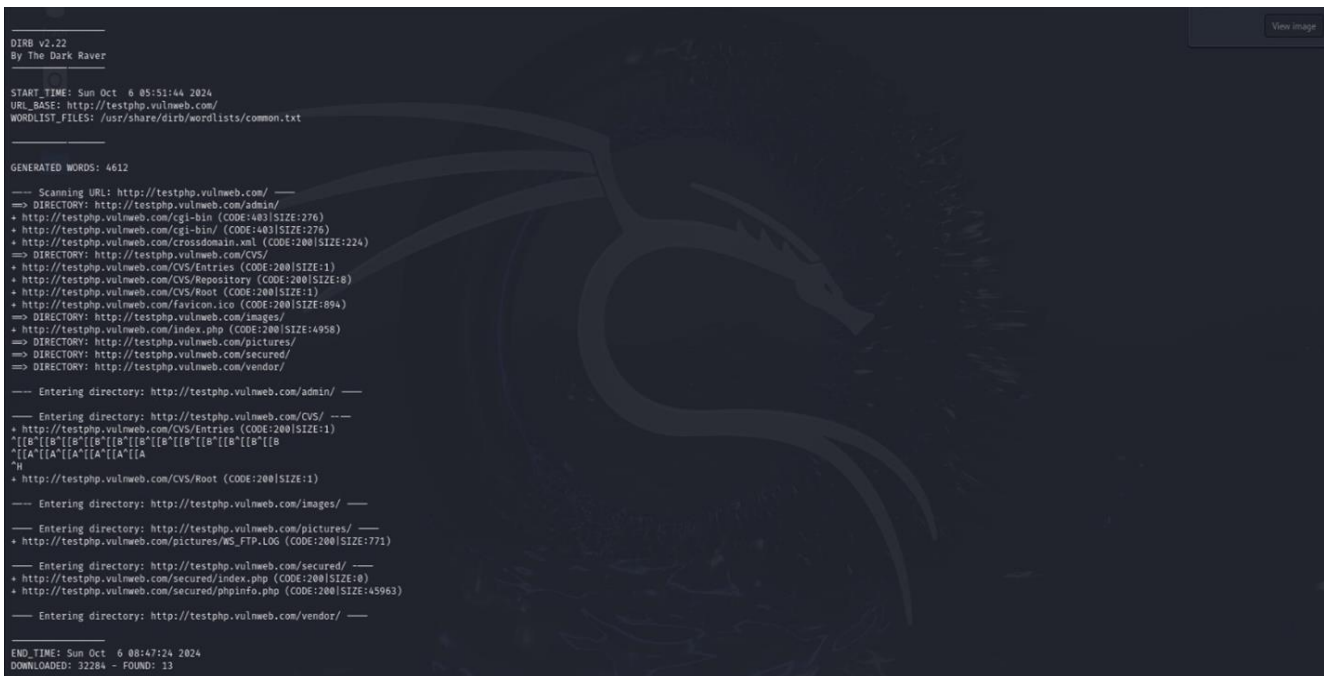 View image
DIRB v2.22
By The Dark Raver
START_TIME: Sun Oct 6 05:51:44 2024
URL_BASE: http://testphp.vulnweb.com/
WORDLIST_FILES: /usr/share/dirb/wordlists/common.txt
GENERATED WORDS: 4612
---- Scanning URL: http://testphp.vulnweb.com/ ----
==> DIRECTORY: http://testphp.vulnweb.com/admin/
+ http://testphp.vulnweb.com/cgi-bin (CODE:403|SIZE:276)
+ http://testphp.vulnweb.com/cgi-bin/ (CODE:403|SIZE:276)
+ http://testphp.vulnweb.com/crossdomain.xml (CODE:200|SIZE:224)
==> DIRECTORY: http://testphp.vulnweb.com/CVS/
+ http://testphp.vulnweb.com/CVS/Entries (CODE:200|SIZE:1)
+ http://testphp.vulnweb.com/CVS/Repository (CODE:200|SIZE:8)
+ http://testphp.vulnweb.com/CVS/Root (CODE:200|SIZE:1)
+ http://testphp.vulnweb.com/favicon.ico (CODE:200|SIZE:894)
==> DIRECTORY: http://testphp.vulnweb.com/images/
+ http://testphp.vulnweb.com/index.php (CODE:200|SIZE:4958)
==> DIRECTORY: http://testphp.vulnweb.com/pictures/
==> DIRECTORY: http://testphp.vulnweb.com/secured/
==> DIRECTORY: http://testphp.vulnweb.com/vendor/
---- Entering directory: http://testphp.vulnweb.com/admin/ ----
---- Entering directory: http://testphp.vulnweb.com/CVS/ ----
+ http://testphp.vulnweb.com/CVS/Entries (CODE:200|SIZE:1)
^[[B^[[B^[[B^[[B^[[B^[[B^[[B^[[B^[[B^[[B
^[[A^[[A^[[A^[[A^[[A^[[A
^H
+ http://testphp.vulnweb.com/CVS/Root (CODE:200|SIZE:1)
---- Entering directory: http://testphp.vulnweb.com/images/ ----
---- Entering directory: http://testphp.vulnweb.com/pictures/ ----
+ http://testphp.vulnweb.com/pictures/WS_FTP.LOG (CODE:200|SIZE:771)
---- Entering directory: http://testphp.vulnweb.com/secured/ ----
+ http://testphp.vulnweb.com/secured/index.php (CODE:200|SIZE:0)
+ http://testphp.vulnweb.com/secured/phpinfo.php (CODE:200|SIZE:45963)
---- Entering directory: http://testphp.vulnweb.com/vendor/ ----
END_TIME: Sun Oct 6 08:47:24 2024
DOWNLOADED: 32284 - FOUND: 13